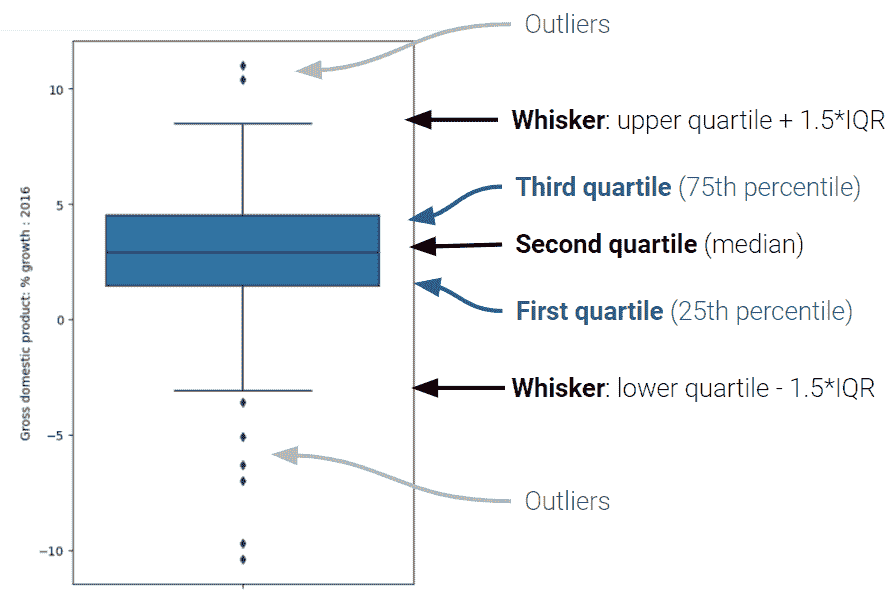 Outliers
10
Whisker: upper quartile + 1.5*IQR
Third quartile (75th percentile)
5
Second quartile (median)
Gross domestic product: % growth : 2016
First quartile (25th percentile)
0
Whisker: lower quartile - 1.5*IQR
−5
Outliers
−10